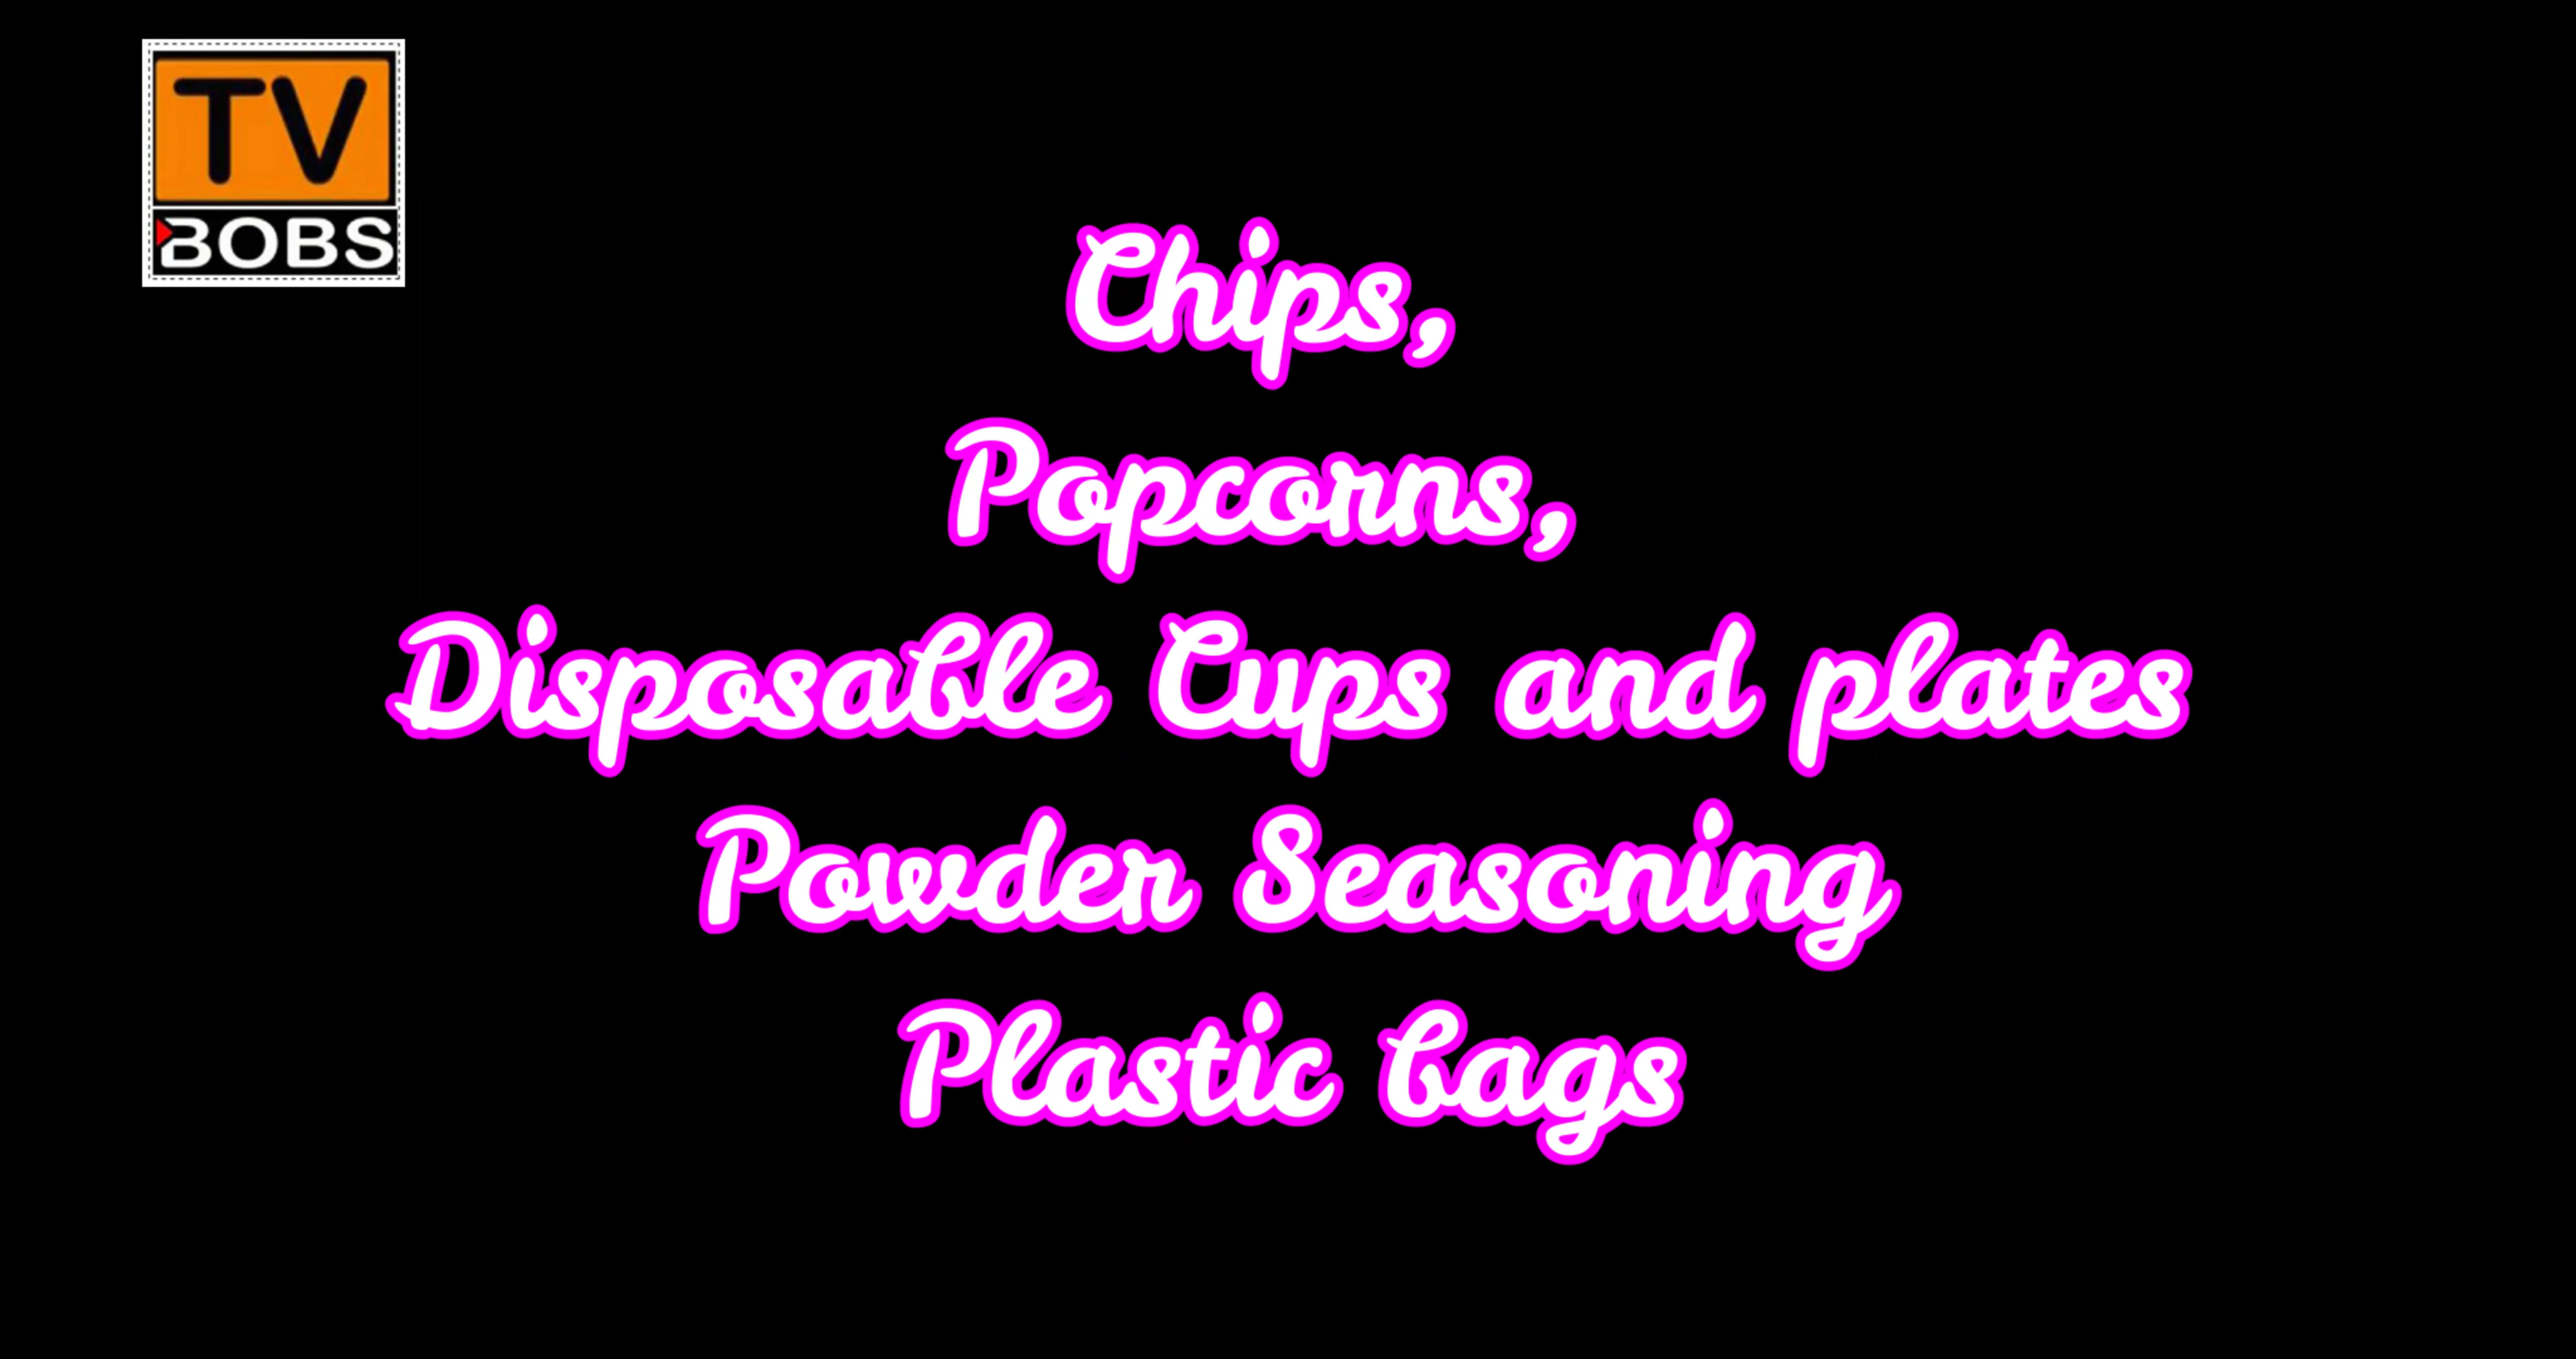 TV
BOBS
Chips,
Popcorns,
Disposable Cups and plates
Powder Seasoning
Plastic bags